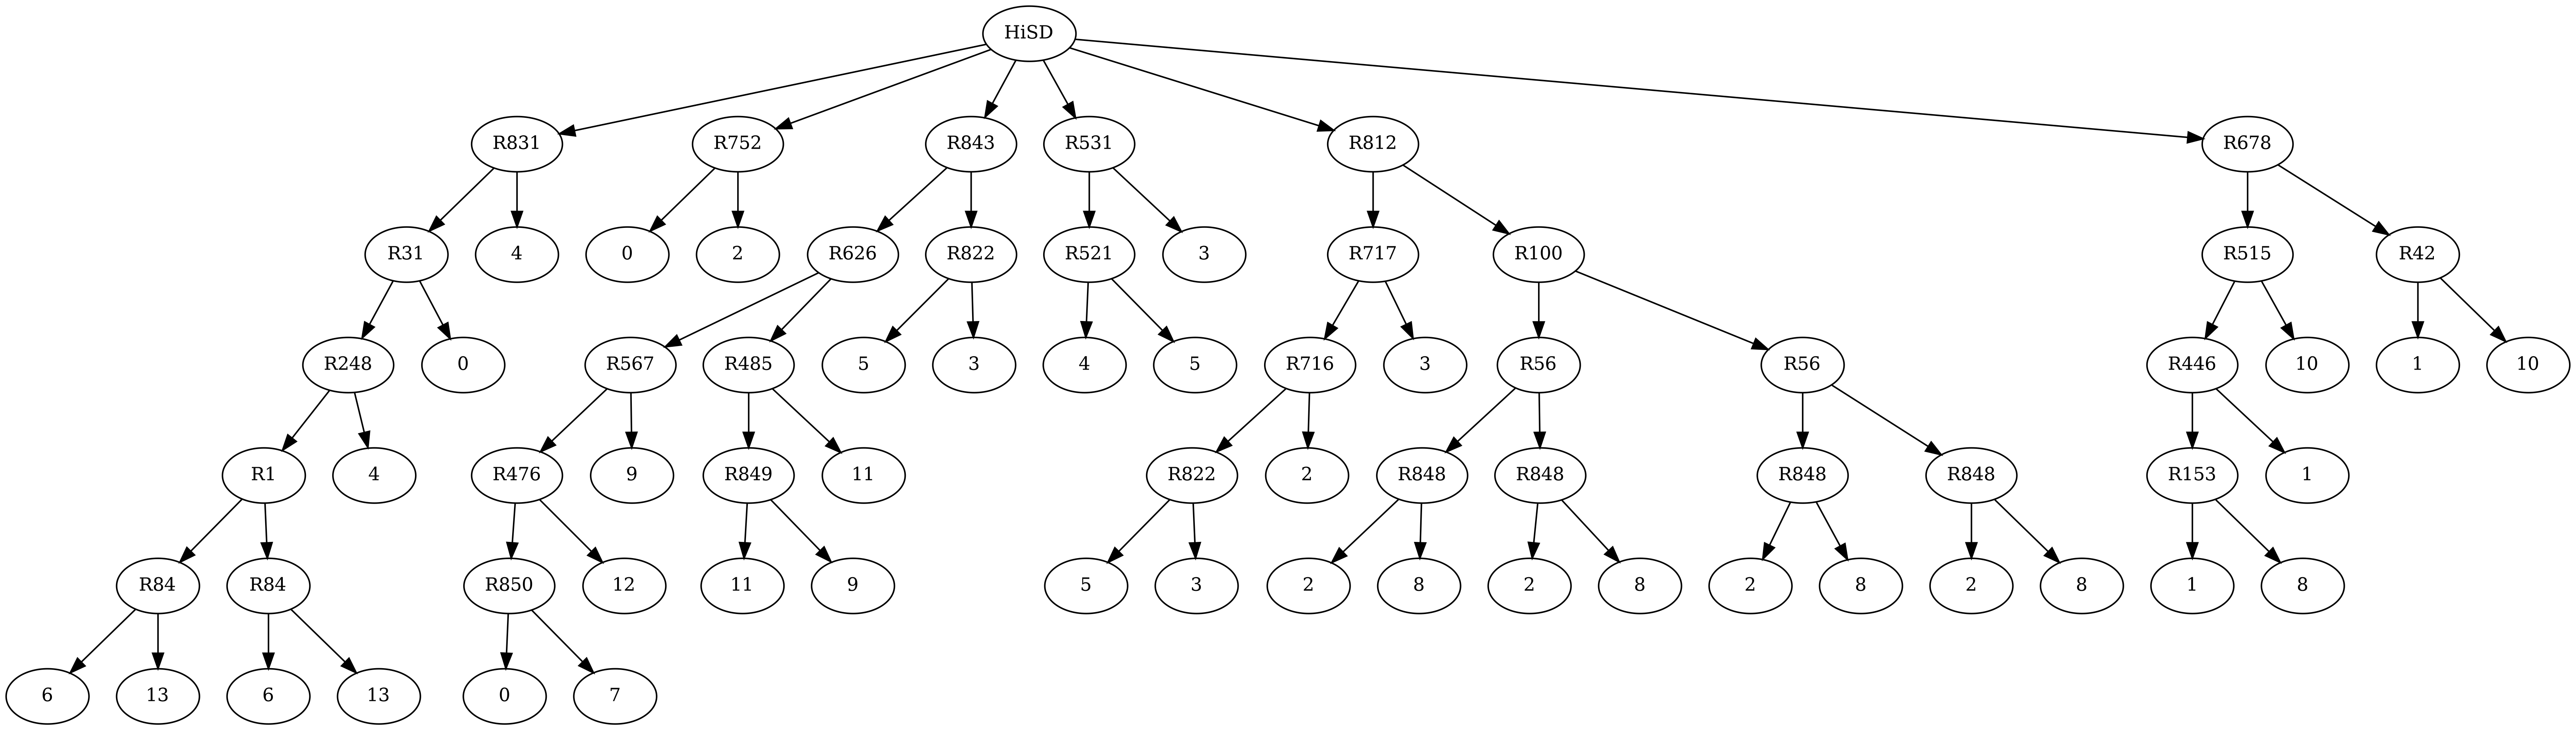 HiSD
R831 R752 R843 R531 R812 R678
R31 4 0 2 R626 R822 R521 3 R717 R100 R515 R42
R248 0 R567 R485 5 3 4 5 R716 3 R56 R56 R446 10 1 10
R1 4 R476 9 R849 11 R822 2 R848 R848 R848 R848 R153 1
R84 R84 R850 12 11 9 5 3 2 8 2 8 2 8 2 8 1 8
6 13 6 13 0 7